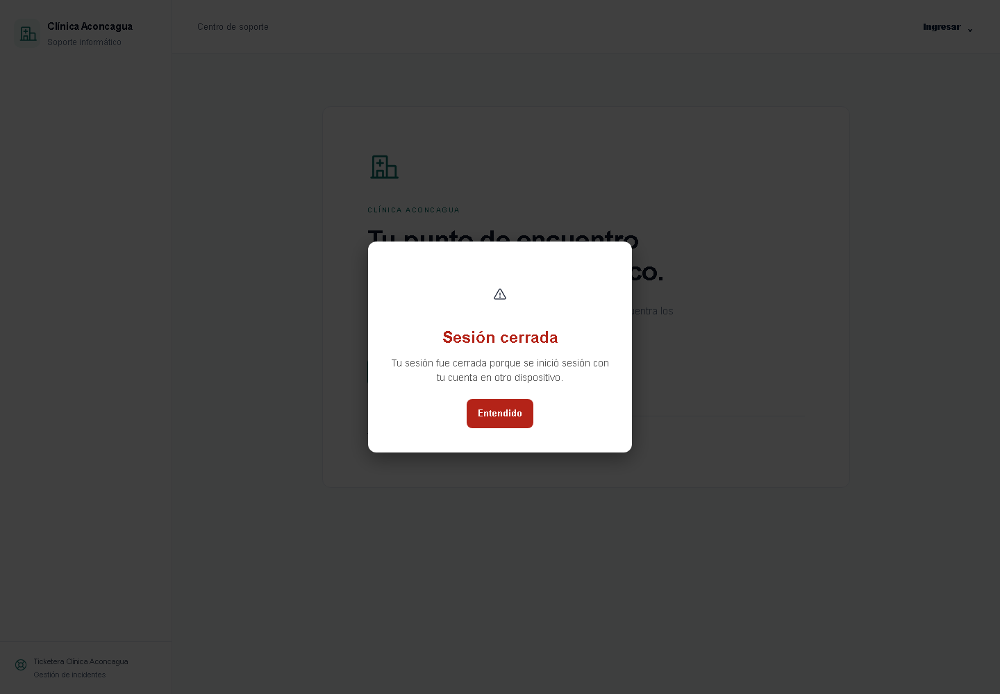 Clínica Aconcagua
Soporte informático
Centro de soporte
Ingresar
CLÍNICA ACONCAGUA
Tu punto de encuentro
co.
uentra los
Sesión cerrada
Tu sesión fue cerrada porque se inició sesión con
tu cuenta en otro dispositivo.
Entendido
Ticketera Clínica Aconcagua
Gestión de incidentes